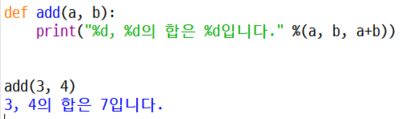 def add(a, b):
    print("%d, %d의 합은 %d입니다." %(a, b, a+b))
add(3, 4)
3, 4의 합은 7입니다.